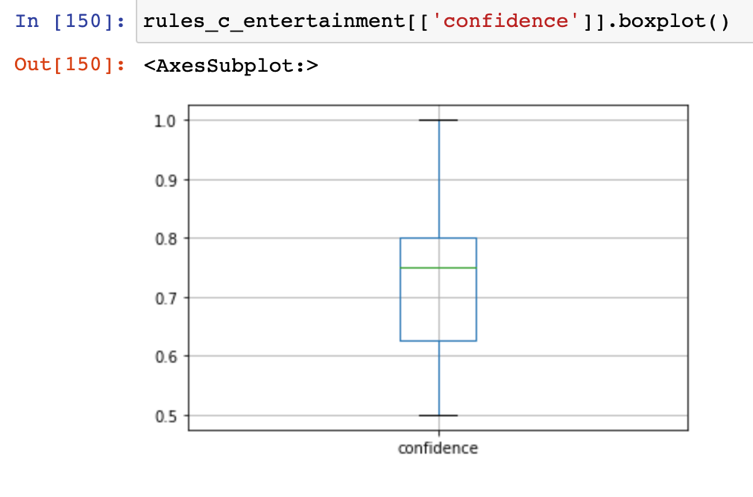 In [150]: rules_c_entertainment[['confidence']].boxplot()
Out[150]: <AxesSubplot:>
1.0
0.9
0.8
0.7
0.6
0.5
confidence